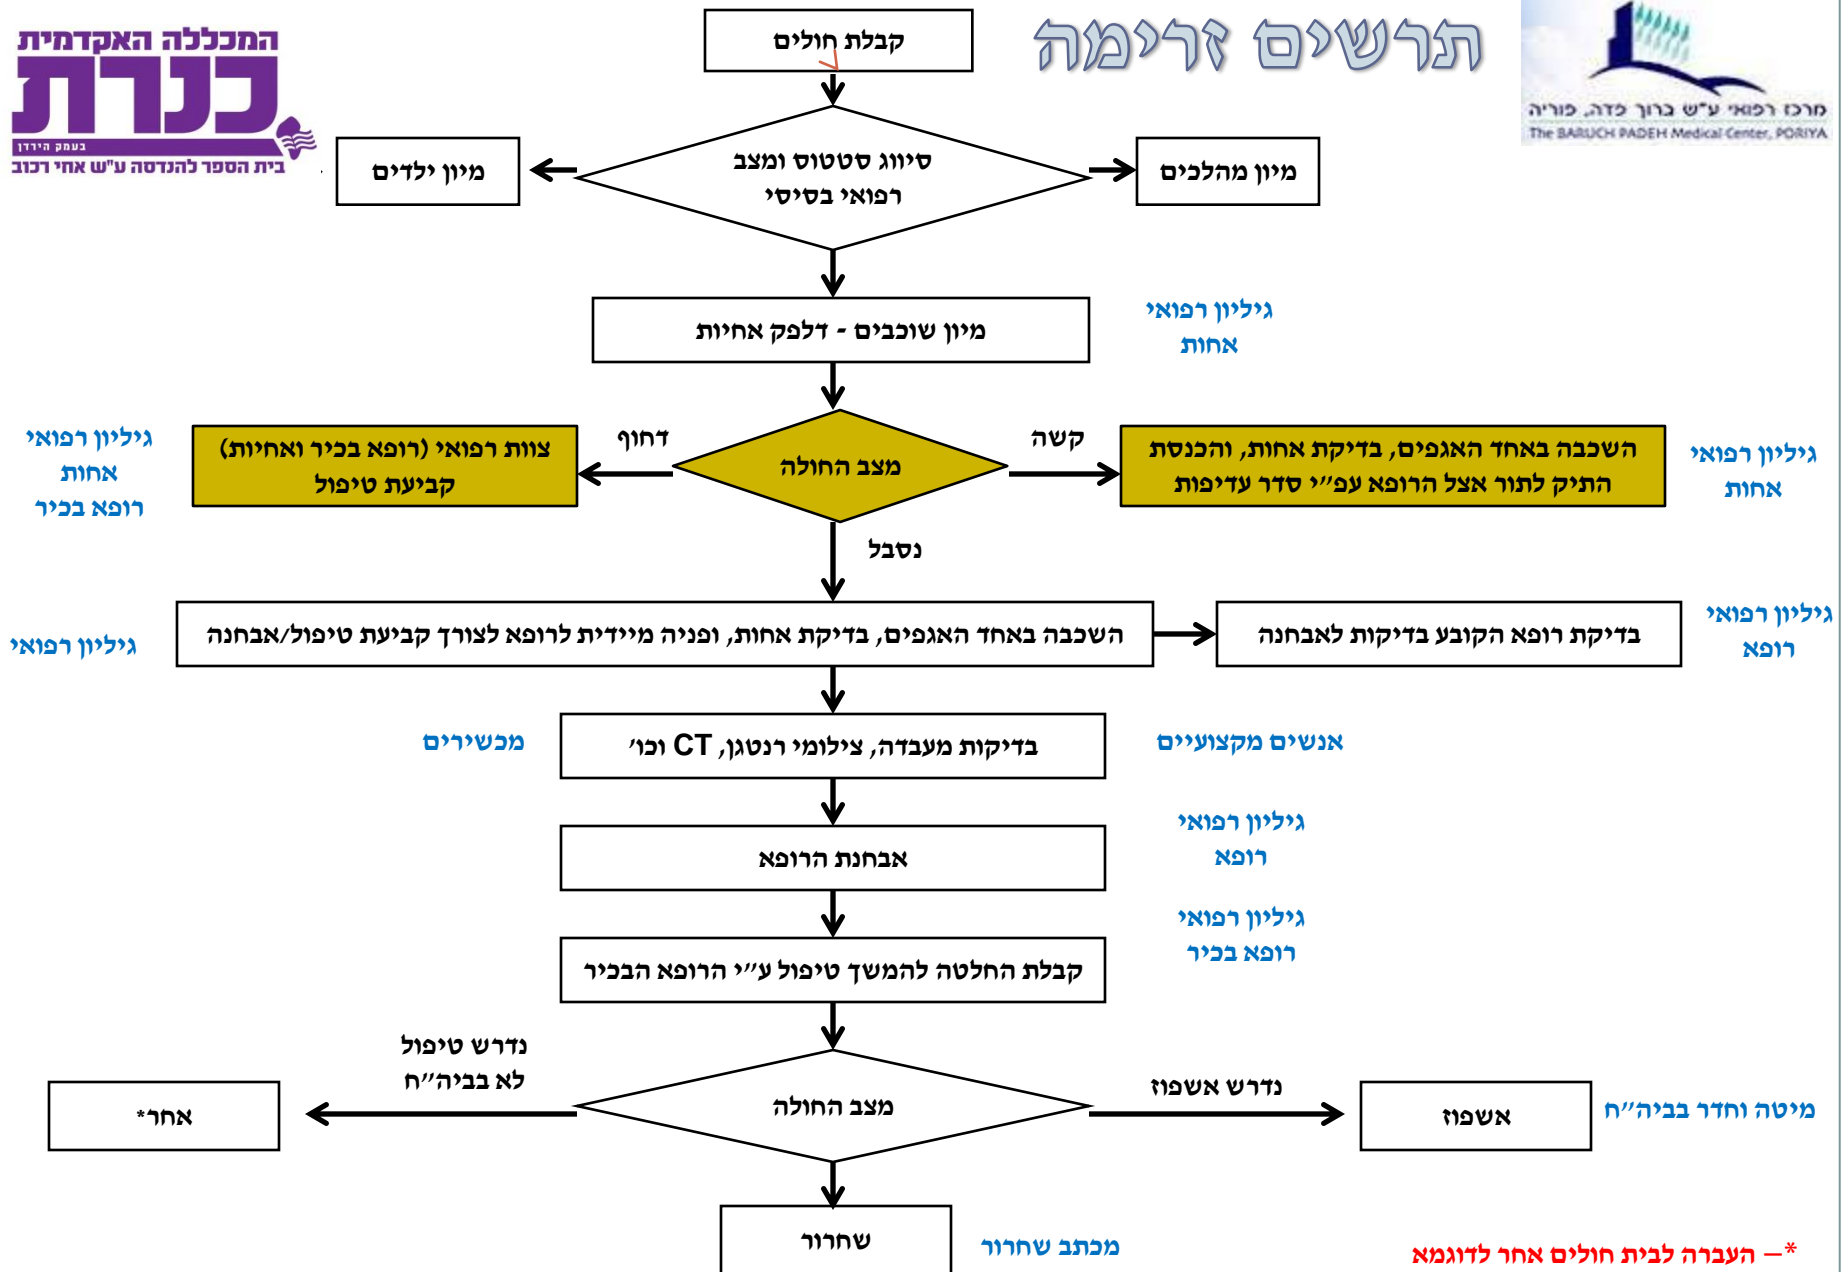 המכללה האקדמית
כנרת
בעמק הירדן
בית הספר להנדסה ע"ש אחי רכוב
תרשים זרימה
מרכז רפואי ע"ש ברוך פדה, פוריה
The BARUCH PADEH Medical Center, PORIYA
קבלת חולים
סיווג סטטוס ומצב
רפואי בסיסי
מיון מהלכים
מיון ילדים
מיון שוכבים - דלפק אחיות
גיליון רפואי
אחות
מצב החולה
קשה
השכבה באחד האגפים, בדיקת אחות, והכנסת
התיק לתור אצל הרופא עפ״י סדר עדיפות
גיליון רפואי
אחות
דחוף
צוות רפואי (רופא בכיר ואחיות)
קביעת טיפול
גיליון רפואי
אחות
רופא בכיר
נסבל
השכבה באחד האגפים, בדיקת אחות, ופניה מיידית לרופא לצורך קביעת טיפול/אבחנה
גיליון רפואי
בדיקת רופא הקובע בדיקות לאבחנה
גיליון רפואי
רופא
בדיקות מעבדה, צילומי רנטגן, CT וכו׳
אנשים מקצועיים
מכשירים
אבחנת הרופא
גיליון רפואי
רופא
קבלת החלטה להמשך טיפול ע״י הרופא הבכיר
גיליון רפואי
רופא בכיר
מצב החולה
נדרש אשפוז
אשפוז
מיטה וחדר בביה״ח
נדרש טיפול
לא בביה״ח
אחר*
שחרור
מכתב שחרור
*– העברה לבית חולים אחר לדוגמא